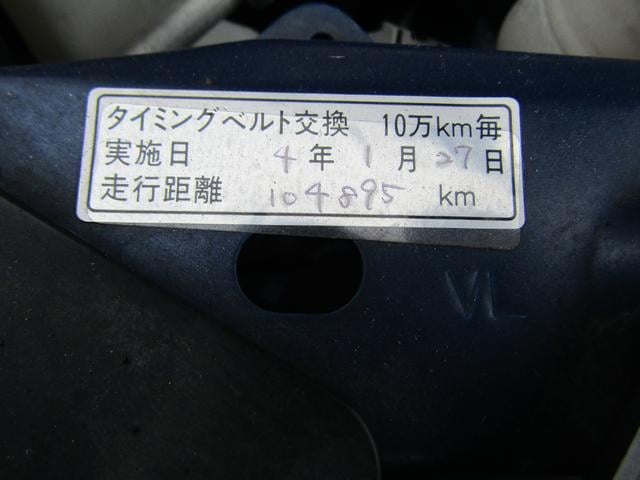 タイミングベルト交換 10万km毎
実施日 4年1月27日
走行距離 104895 km
VL